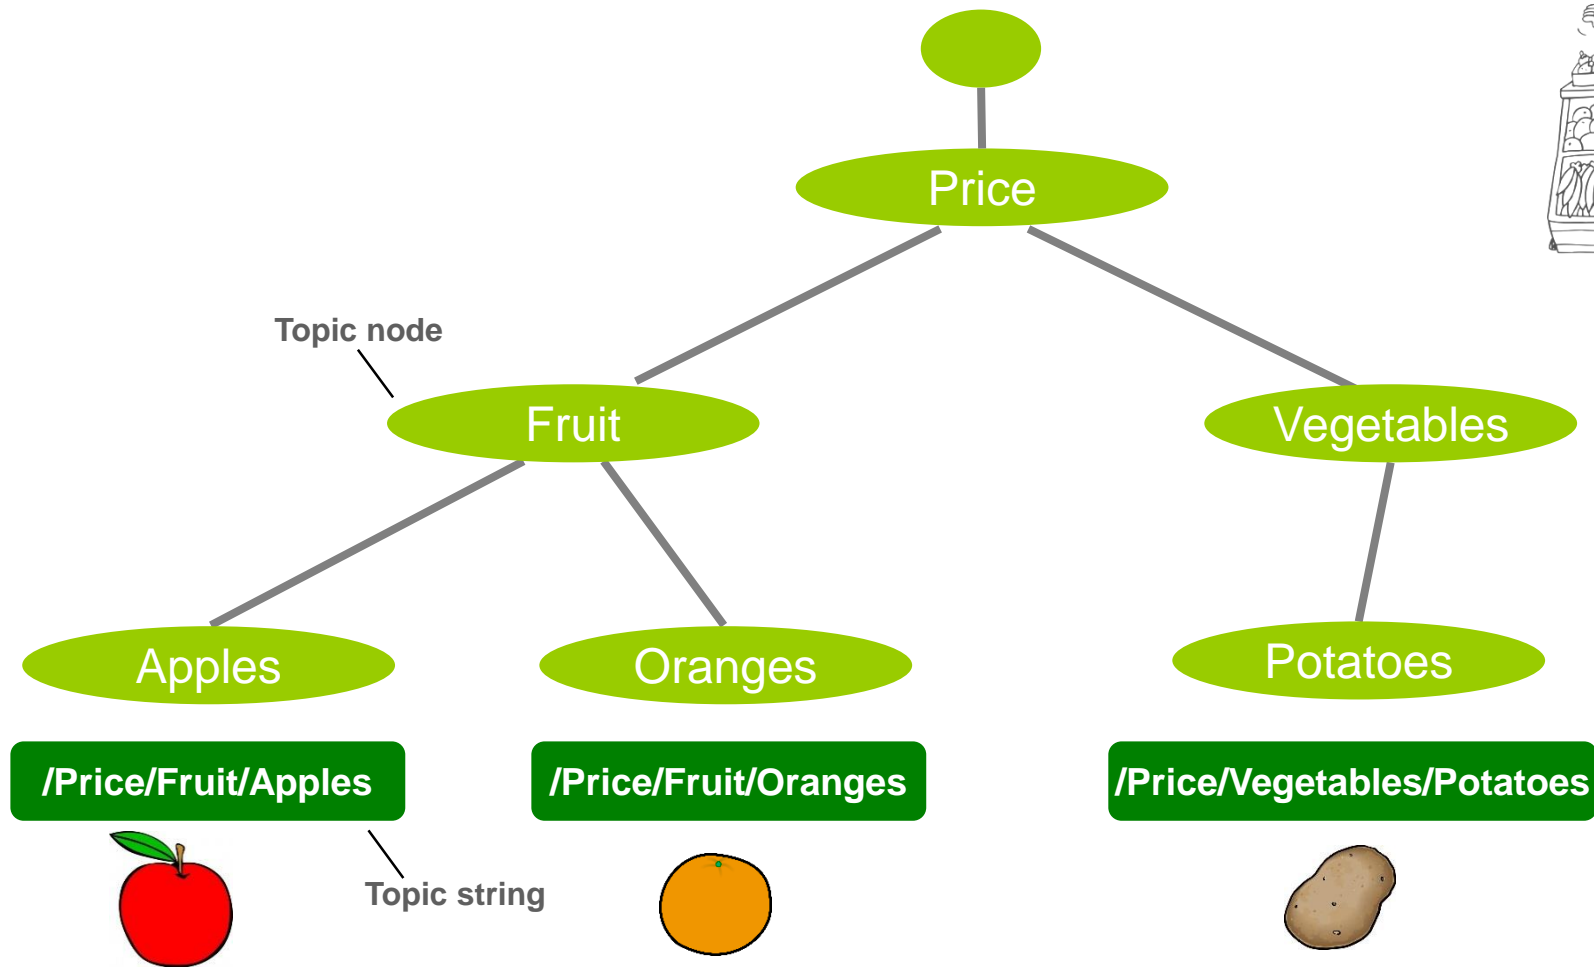 Price
Topic node
Fruit
Vegetables
Apples
Oranges
Potatoes
/Price/Fruit/Apples
/Price/Fruit/Oranges
/Price/Vegetables/Potatoes
Topic string